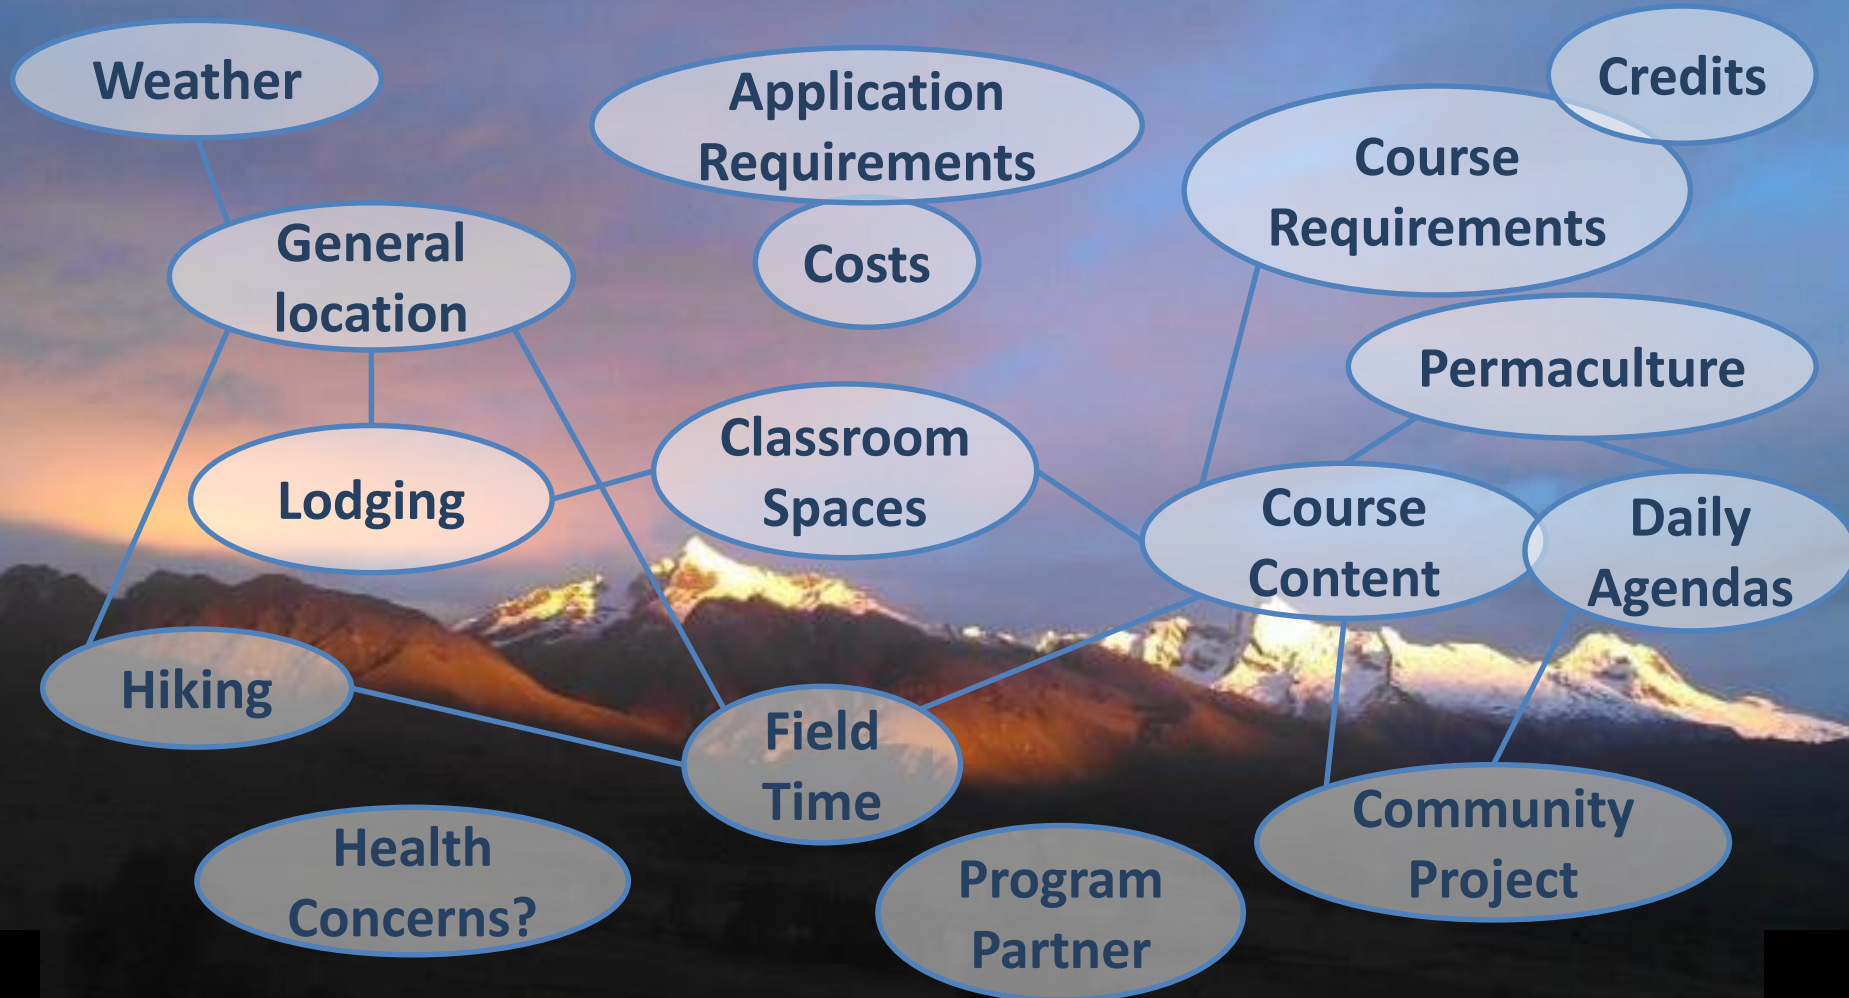 Weather
Application
Requirements
Credits
Course
Requirements
General
location
Costs
Permaculture
Classroom
Spaces
Lodging
Course
Content
Daily
Agendas
Hiking
Field
Time
Community
Project
Health
Concerns?
Program
Partner